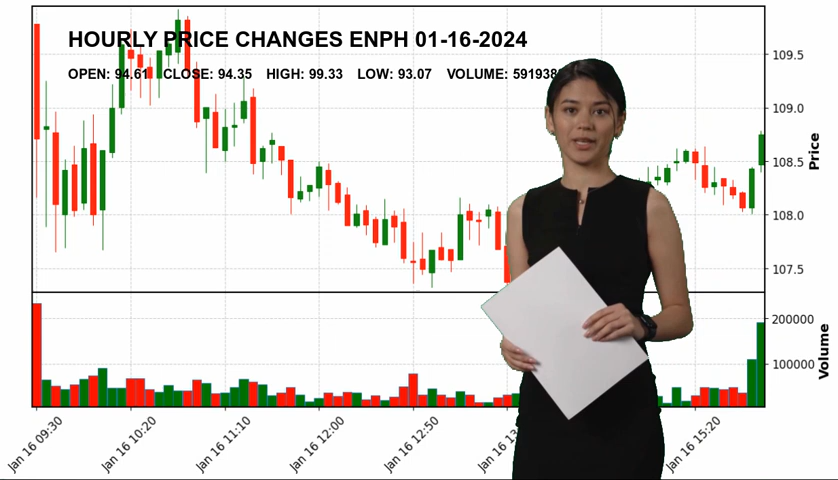 HOURLY PRICE CHANGES ENPH 01-16-2024
OPEN: 94.61 CLOSE: 94.35 HIGH: 99.33 LOW: 93.07 VOLUME: 591938
109.5
109.0
108.5
108.0
107.5
Price
200000
100000
Volume
Jan 16 09:30
Jan 16 10:20
Jan 16 11:10
Jan 16 12:00
Jan 16 12:50
Jan 16 13
Jan 16 15:20